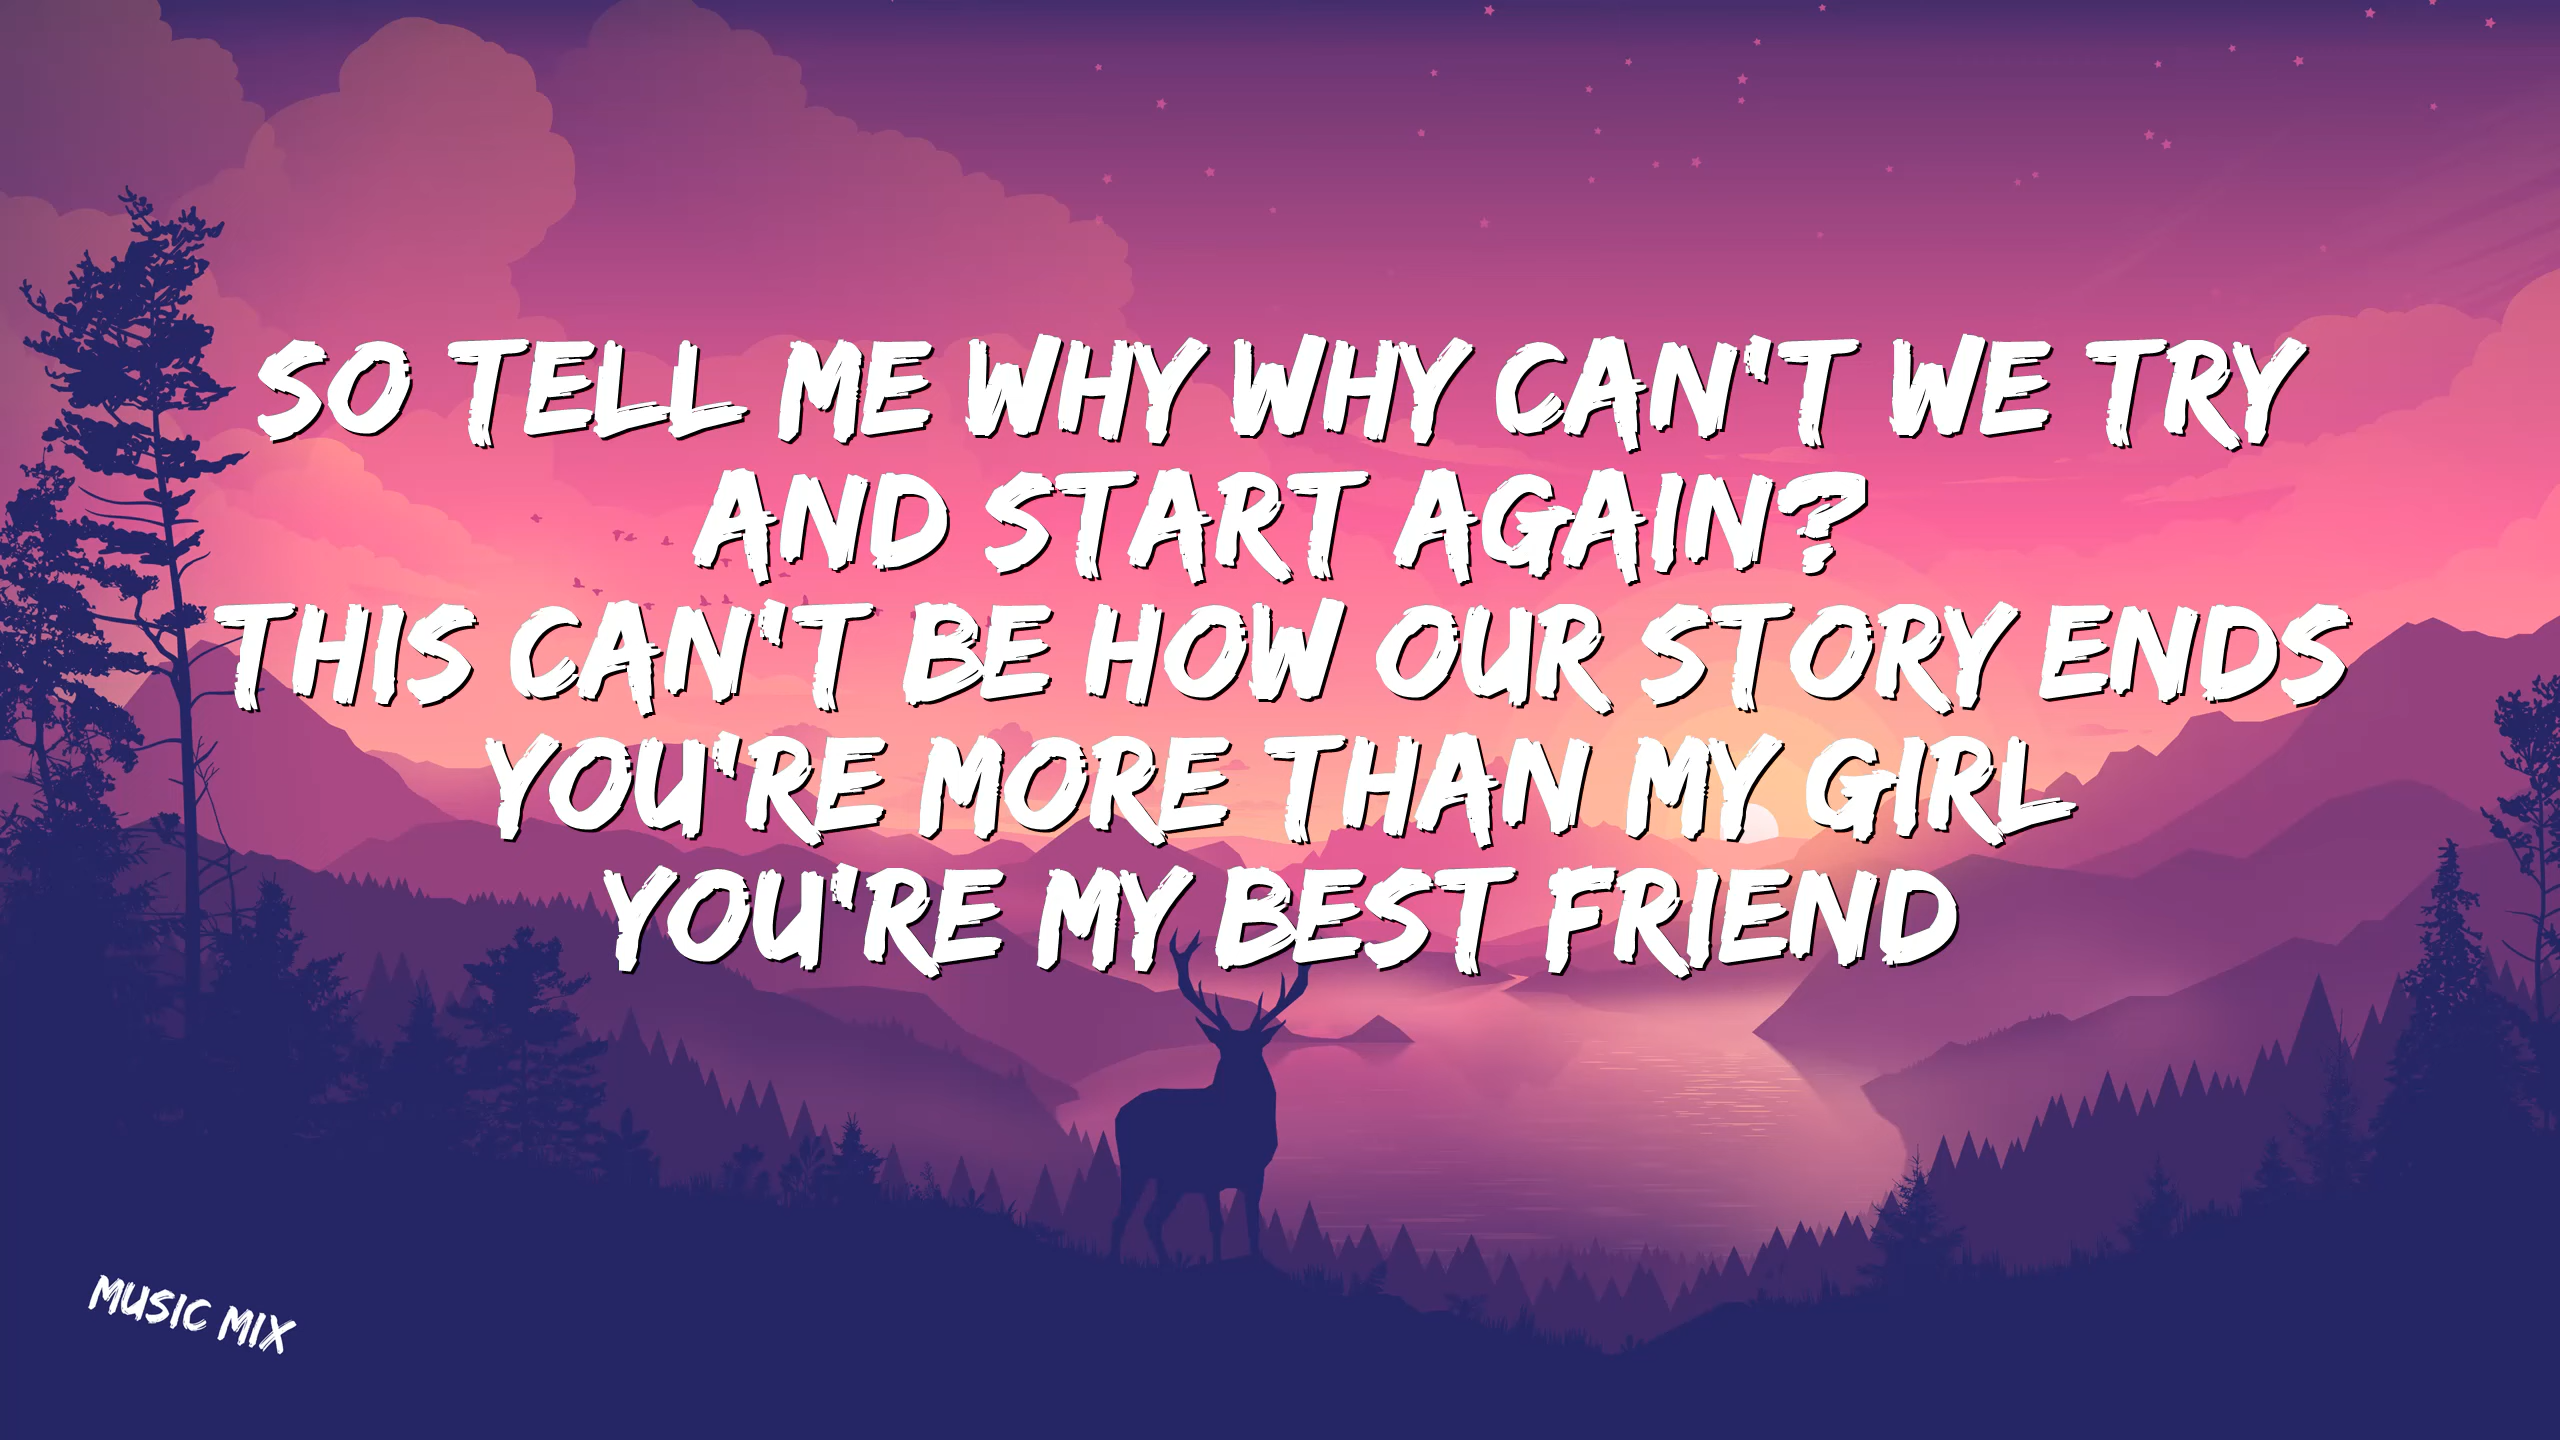 SO TELL ME WHY WHY CAN'T WE TRY
AND START AGAIN?
THIS CAN'T BE HOW OUR STORY ENDS
YOU'RE MORE THAN MY GIRL
YOU'RE MY BEST FRIEND
MUSIC MIX